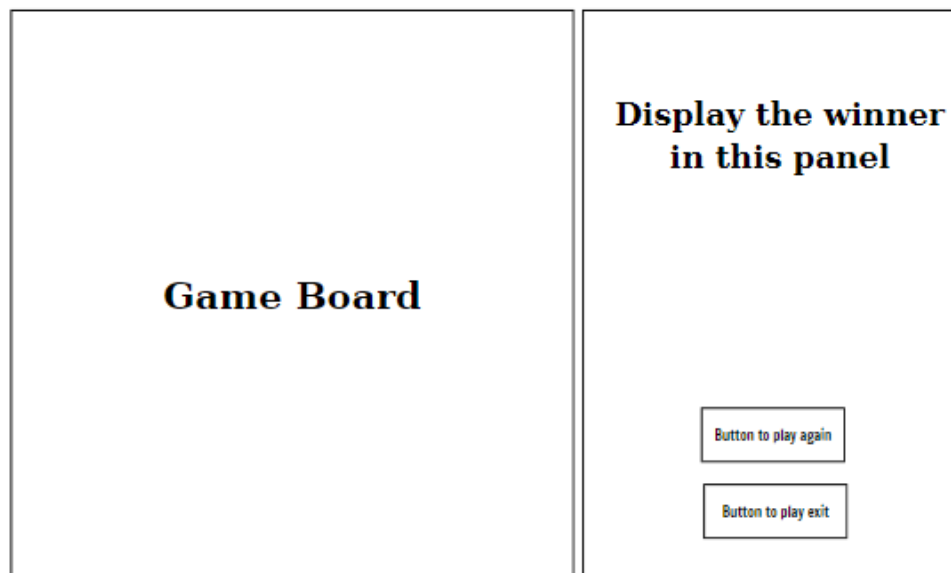 Game Board
Display the winner
in this panel
Button to play again
Button to play exit